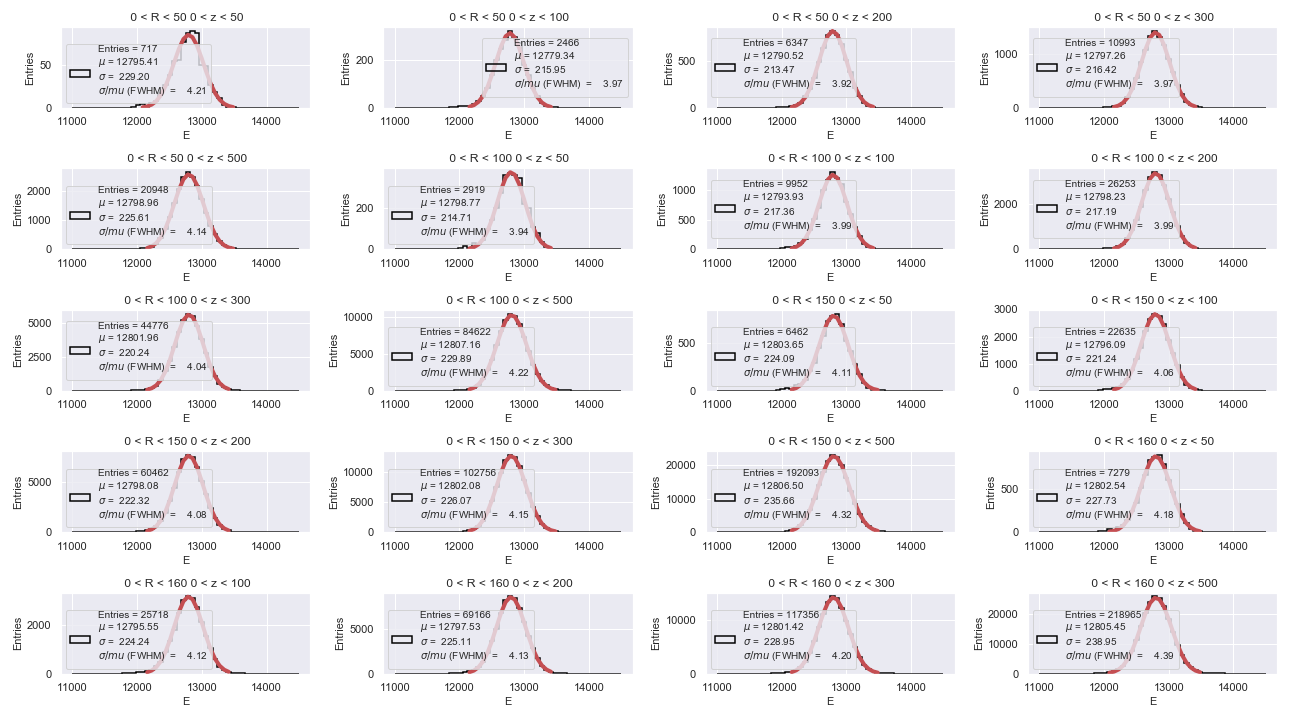 0 < R < 50 0 < z < 50
Entries
50
0
Entries = 717
μ = 12795.41
σ = 229.20
σ/mu (FWHM) = 4.21
11000 12000 13000 14000
E
0 < R < 50 0 < z < 100
Entries
200
0
Entries = 2466
μ = 12779.34
σ = 215.95
σ/mu (FWHM) = 3.97
11000 12000 13000 14000
E
0 < R < 50 0 < z < 200
Entries
500
0
Entries = 6347
μ = 12790.52
σ = 213.47
σ/mu (FWHM) = 3.92
11000 12000 13000 14000
E
0 < R < 50 0 < z < 300
Entries
1000
0
Entries = 10993
μ = 12797.26
σ = 216.42
σ/mu (FWHM) = 3.97
11000 12000 13000 14000
E
0 < R < 50 0 < z < 500
Entries
2000
1000
0
Entries = 20948
μ = 12798.96
σ = 225.61
σ/mu (FWHM) = 4.14
11000 12000 13000 14000
E
0 < R < 100 0 < z < 50
Entries
200
0
Entries = 2919
μ = 12798.77
σ = 214.71
σ/mu (FWHM) = 3.94
11000 12000 13000 14000
E
0 < R < 100 0 < z < 100
Entries
1000
500
0
Entries = 9952
μ = 12793.93
σ = 217.36
σ/mu (FWHM) = 3.99
11000 12000 13000 14000
E
0 < R < 100 0 < z < 200
Entries
2000
0
Entries = 26253
μ = 12798.23
σ = 217.19
σ/mu (FWHM) = 3.99
11000 12000 13000 14000
E
0 < R < 100 0 < z < 300
Entries
5000
2500
0
Entries = 44776
μ = 12801.96
σ = 220.24
σ/mu (FWHM) = 4.04
11000 12000 13000 14000
E
0 < R < 100 0 < z < 500
Entries
10000
5000
0
Entries = 84622
μ = 12807.16
σ = 229.89
σ/mu (FWHM) = 4.22
11000 12000 13000 14000
E
0 < R < 150 0 < z < 50
Entries
500
0
Entries = 6462
μ = 12803.65
σ = 224.09
σ/mu (FWHM) = 4.11
11000 12000 13000 14000
E
0 < R < 150 0 < z < 100
Entries
3000
2000
1000
0
Entries = 22635
μ = 12796.09
σ = 221.24
σ/mu (FWHM) = 4.06
11000 12000 13000 14000
E
0 < R < 150 0 < z < 200
Entries
5000
0
Entries = 60462
μ = 12798.08
σ = 222.32
σ/mu (FWHM) = 4.08
11000 12000 13000 14000
E
0 < R < 150 0 < z < 300
Entries
10000
5000
0
Entries = 102756
μ = 12802.08
σ = 226.07
σ/mu (FWHM) = 4.15
11000 12000 13000 14000
E
0 < R < 150 0 < z < 500
Entries
20000
10000
0
Entries = 192093
μ = 12806.50
σ = 235.66
σ/mu (FWHM) = 4.32
11000 12000 13000 14000
E
0 < R < 160 0 < z < 50
Entries
500
0
Entries = 7279
μ = 12802.54
σ = 227.73
σ/mu (FWHM) = 4.18
11000 12000 13000 14000
E
0 < R < 160 0 < z < 100
Entries
2000
0
Entries = 25718
μ = 12795.55
σ = 224.24
σ/mu (FWHM) = 4.12
11000 12000 13000 14000
E
0 < R < 160 0 < z < 200
Entries
5000
0
Entries = 69166
μ = 12797.53
σ = 225.11
σ/mu (FWHM) = 4.13
11000 12000 13000 14000
E
0 < R < 160 0 < z < 300
Entries
10000
0
Entries = 117356
μ = 12801.42
σ = 228.95
σ/mu (FWHM) = 4.20
11000 12000 13000 14000
E
0 < R < 160 0 < z < 500
Entries
20000
10000
0
Entries = 218965
μ = 12805.45
σ = 238.95
σ/mu (FWHM) = 4.39
11000 12000 13000 14000
E